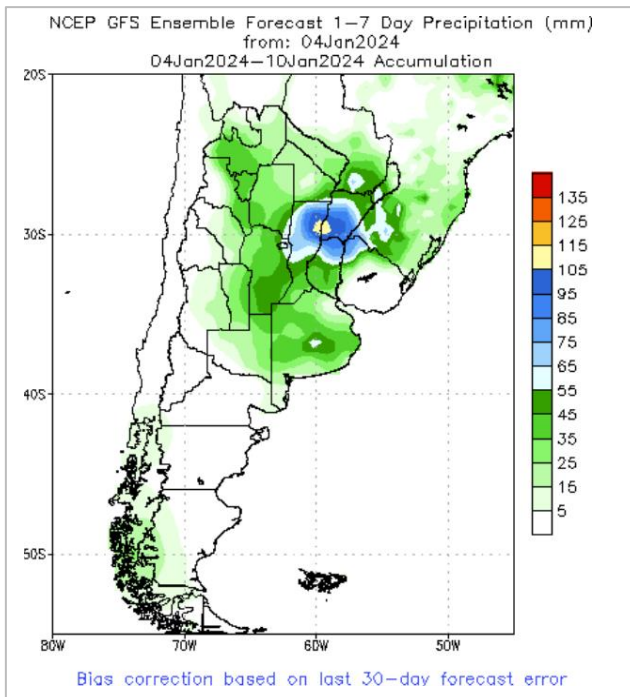 NCEP GFS Ensemble Forecast 1-7 Day Precipitation (mm)
from: 04Jan2024
04Jan2024-10Jan2024 Accumulation
20S
30S
40S
50S
80W
70W
60W
50W
135
125
115
105
95
85
75
65
55
45
35
25
15
5
Bias correction based on last 30-day forecast error